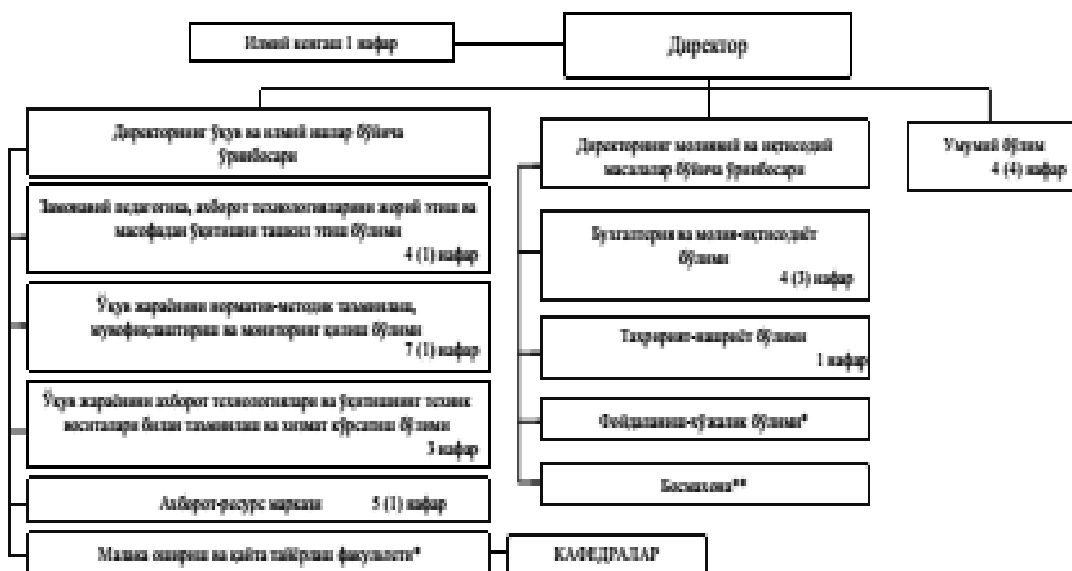 Илмий кенгаш 1 нафар
Директор
Директорнинг ўқув ва илмий ишлар бўйича
ўринбосари
Замонавий педагогика, ахборот технологияларини жорий этиш ва
масофадан ўқитишни ташкил этиш бўлими
4 (1) нафар
Ўқув жараёнини норматив-методик таъминлаш,
мувофиқлаштириш ва мониторинг қилиш бўлими
7 (1) нафар
Ўқув жараёнини ахборот технологиялари ва ўқитишнинг техник
воситалари билан таъминлаш ва хизмат кўрсатиш бўлими
3 нафар
Ахборот-ресурс маркази 5 (1) нафар
Малака ошириш ва қайта тайёрлаш факультети*
КАФЕДРАЛАР
Директорнинг молиявий ва иқтисодий
масалалар бўйича ўринбосари
Бухгалтерия ва молия-иқтисодиёт
бўлими
4 (3) нафар
Таҳририят-нашриёт бўлими
1 нафар
Фойдаланиш-хўжалик бўлими*
Босмахона**
Умумий бўлим
4 (4) нафар